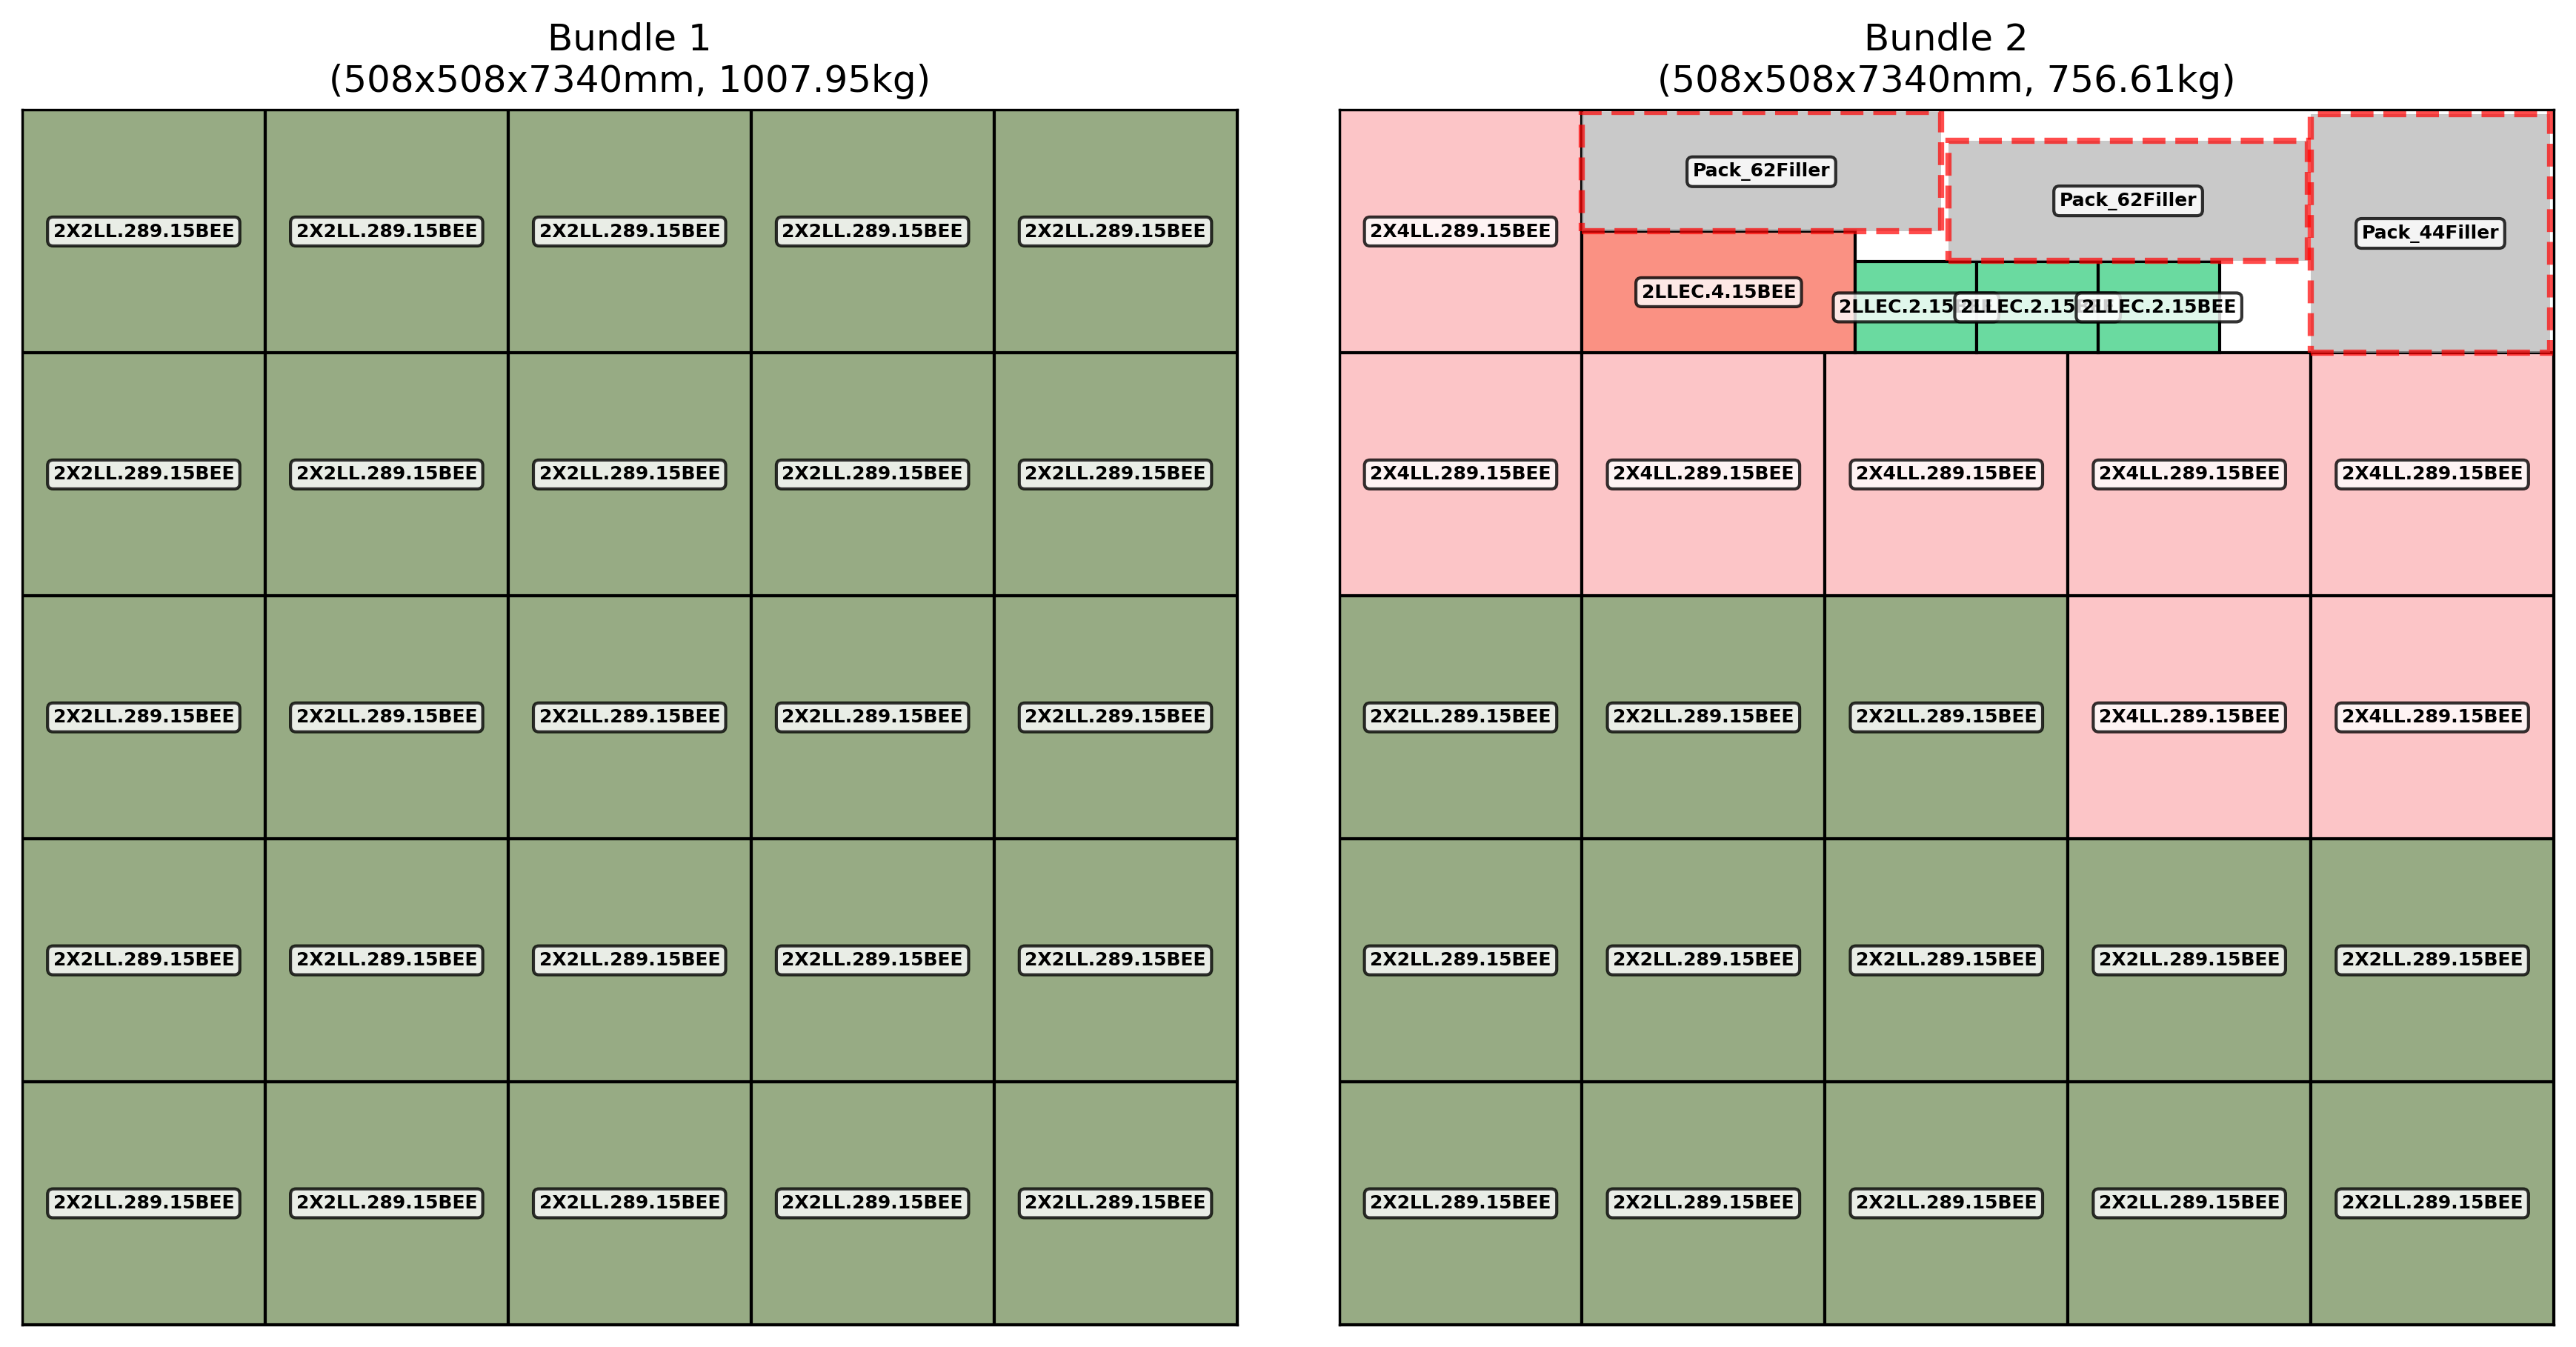 Bundle 1
(508x508x7340mm, 1007.95kg)
2X2LL.289.15BEE 2X2LL.289.15BEE 2X2LL.289.15BEE 2X2LL.289.15BEE 2X2LL.289.15BEE
2X2LL.289.15BEE 2X2LL.289.15BEE 2X2LL.289.15BEE 2X2LL.289.15BEE 2X2LL.289.15BEE
2X2LL.289.15BEE 2X2LL.289.15BEE 2X2LL.289.15BEE 2X2LL.289.15BEE 2X2LL.289.15BEE
2X2LL.289.15BEE 2X2LL.289.15BEE 2X2LL.289.15BEE 2X2LL.289.15BEE 2X2LL.289.15BEE
2X2LL.289.15BEE 2X2LL.289.15BEE 2X2LL.289.15BEE 2X2LL.289.15BEE 2X2LL.289.15BEE
Bundle 2
(508x508x7340mm, 756.61kg)
Pack_62Filler
Pack_62Filler
2X4LL.289.15BEE Pack_44Filler
2LLEC.4.15BEE
2LLEC.2.15 2LLEC.2.15 2LLEC.2.15BEE
2X4LL.289.15BEE 2X4LL.289.15BEE 2X4LL.289.15BEE 2X4LL.289.15BEE 2X4LL.289.15BEE
2X2LL.289.15BEE 2X2LL.289.15BEE 2X2LL.289.15BEE 2X4LL.289.15BEE 2X4LL.289.15BEE
2X2LL.289.15BEE 2X2LL.289.15BEE 2X2LL.289.15BEE 2X2LL.289.15BEE 2X2LL.289.15BEE
2X2LL.289.15BEE 2X2LL.289.15BEE 2X2LL.289.15BEE 2X2LL.289.15BEE 2X2LL.289.15BEE